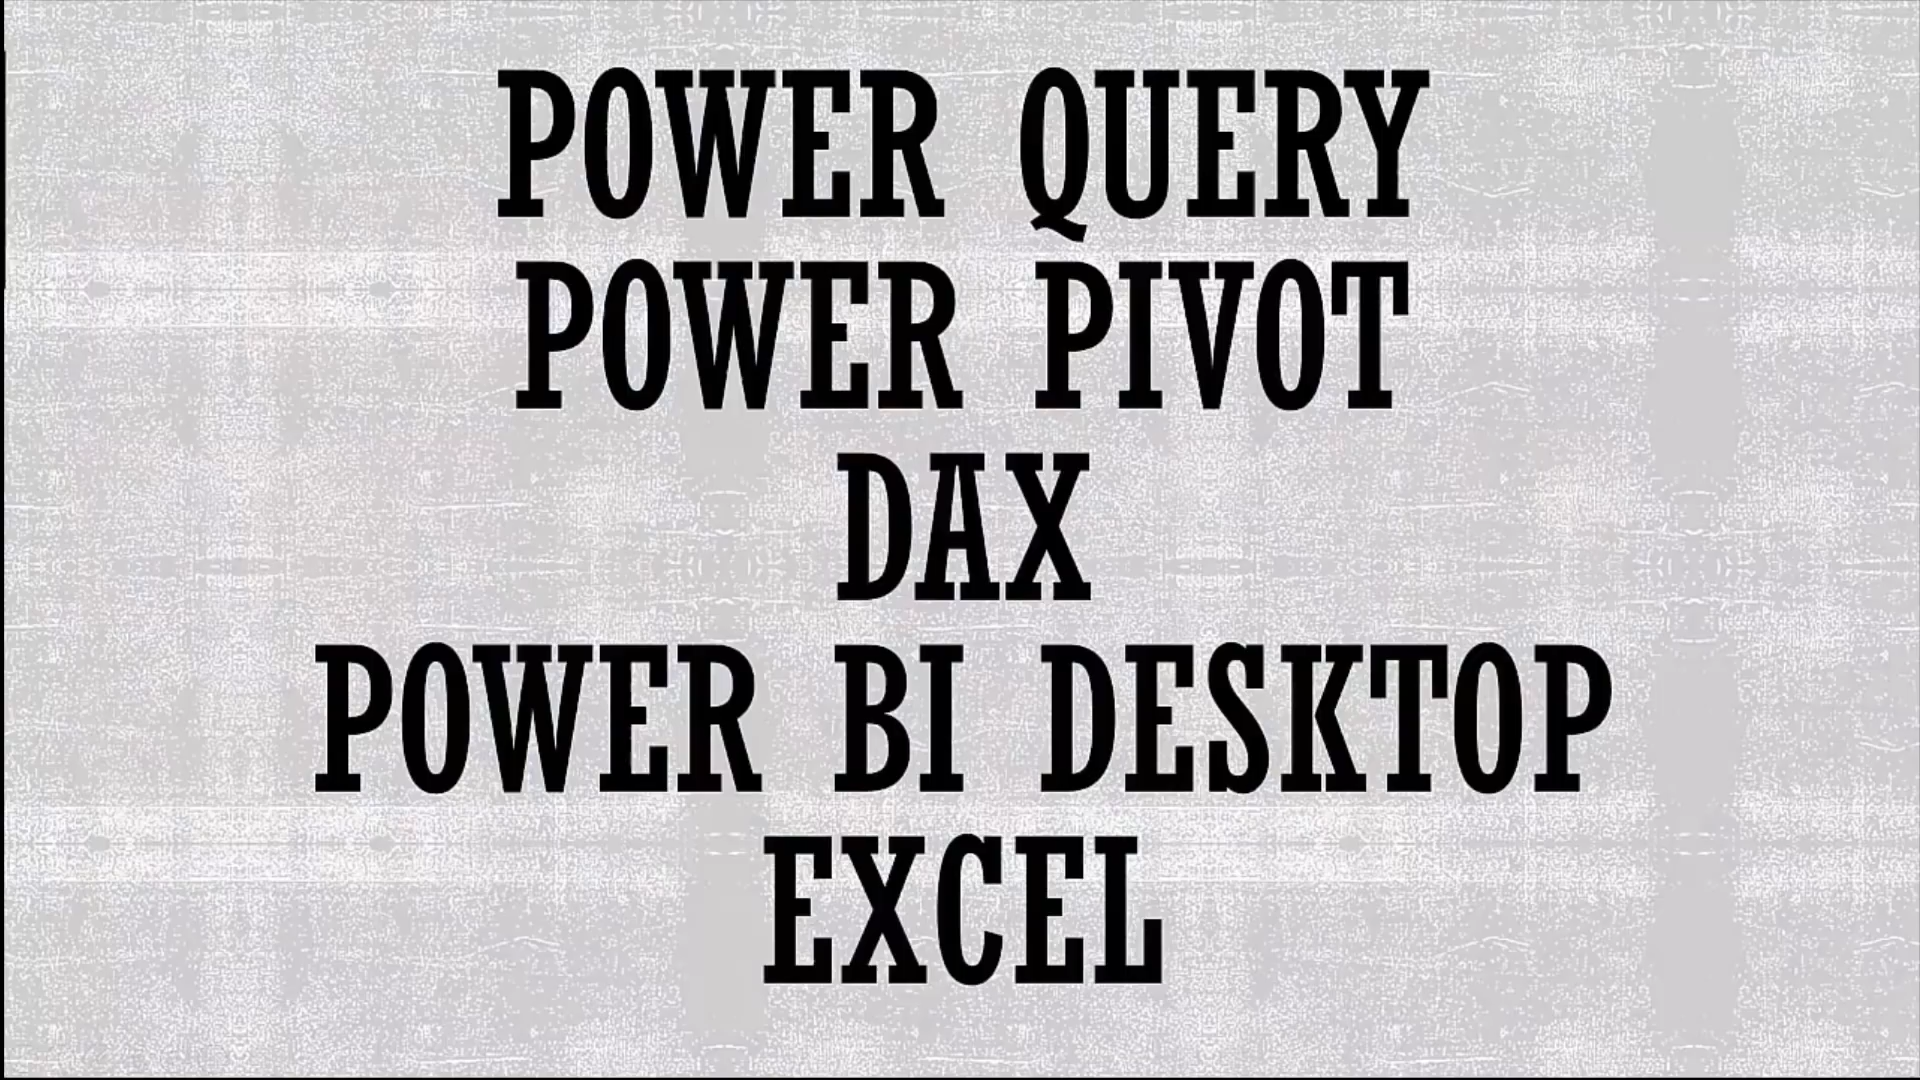 POWER QUERY
POWER PIVOT
DAX
POWER BI DESKTOP
EXCEL